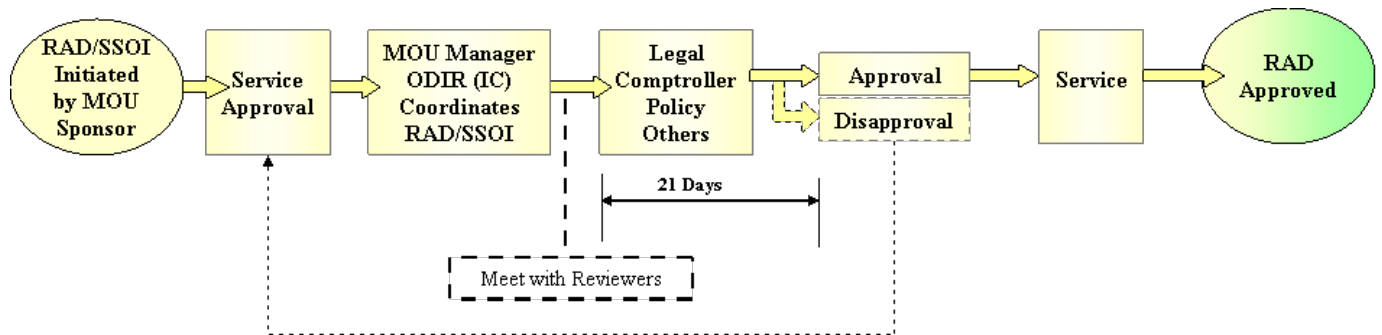 RAD/SSOI
Initiated
by MOU
Sponsor
Service
Approval
MOU Manager
ODIR (IC)
Coordinates
RAD/SSOI
Legal
Comptroller
Policy
Others
Approval
Disapproval
Service
RAD
Approved
21 Days
Meet with Reviewers